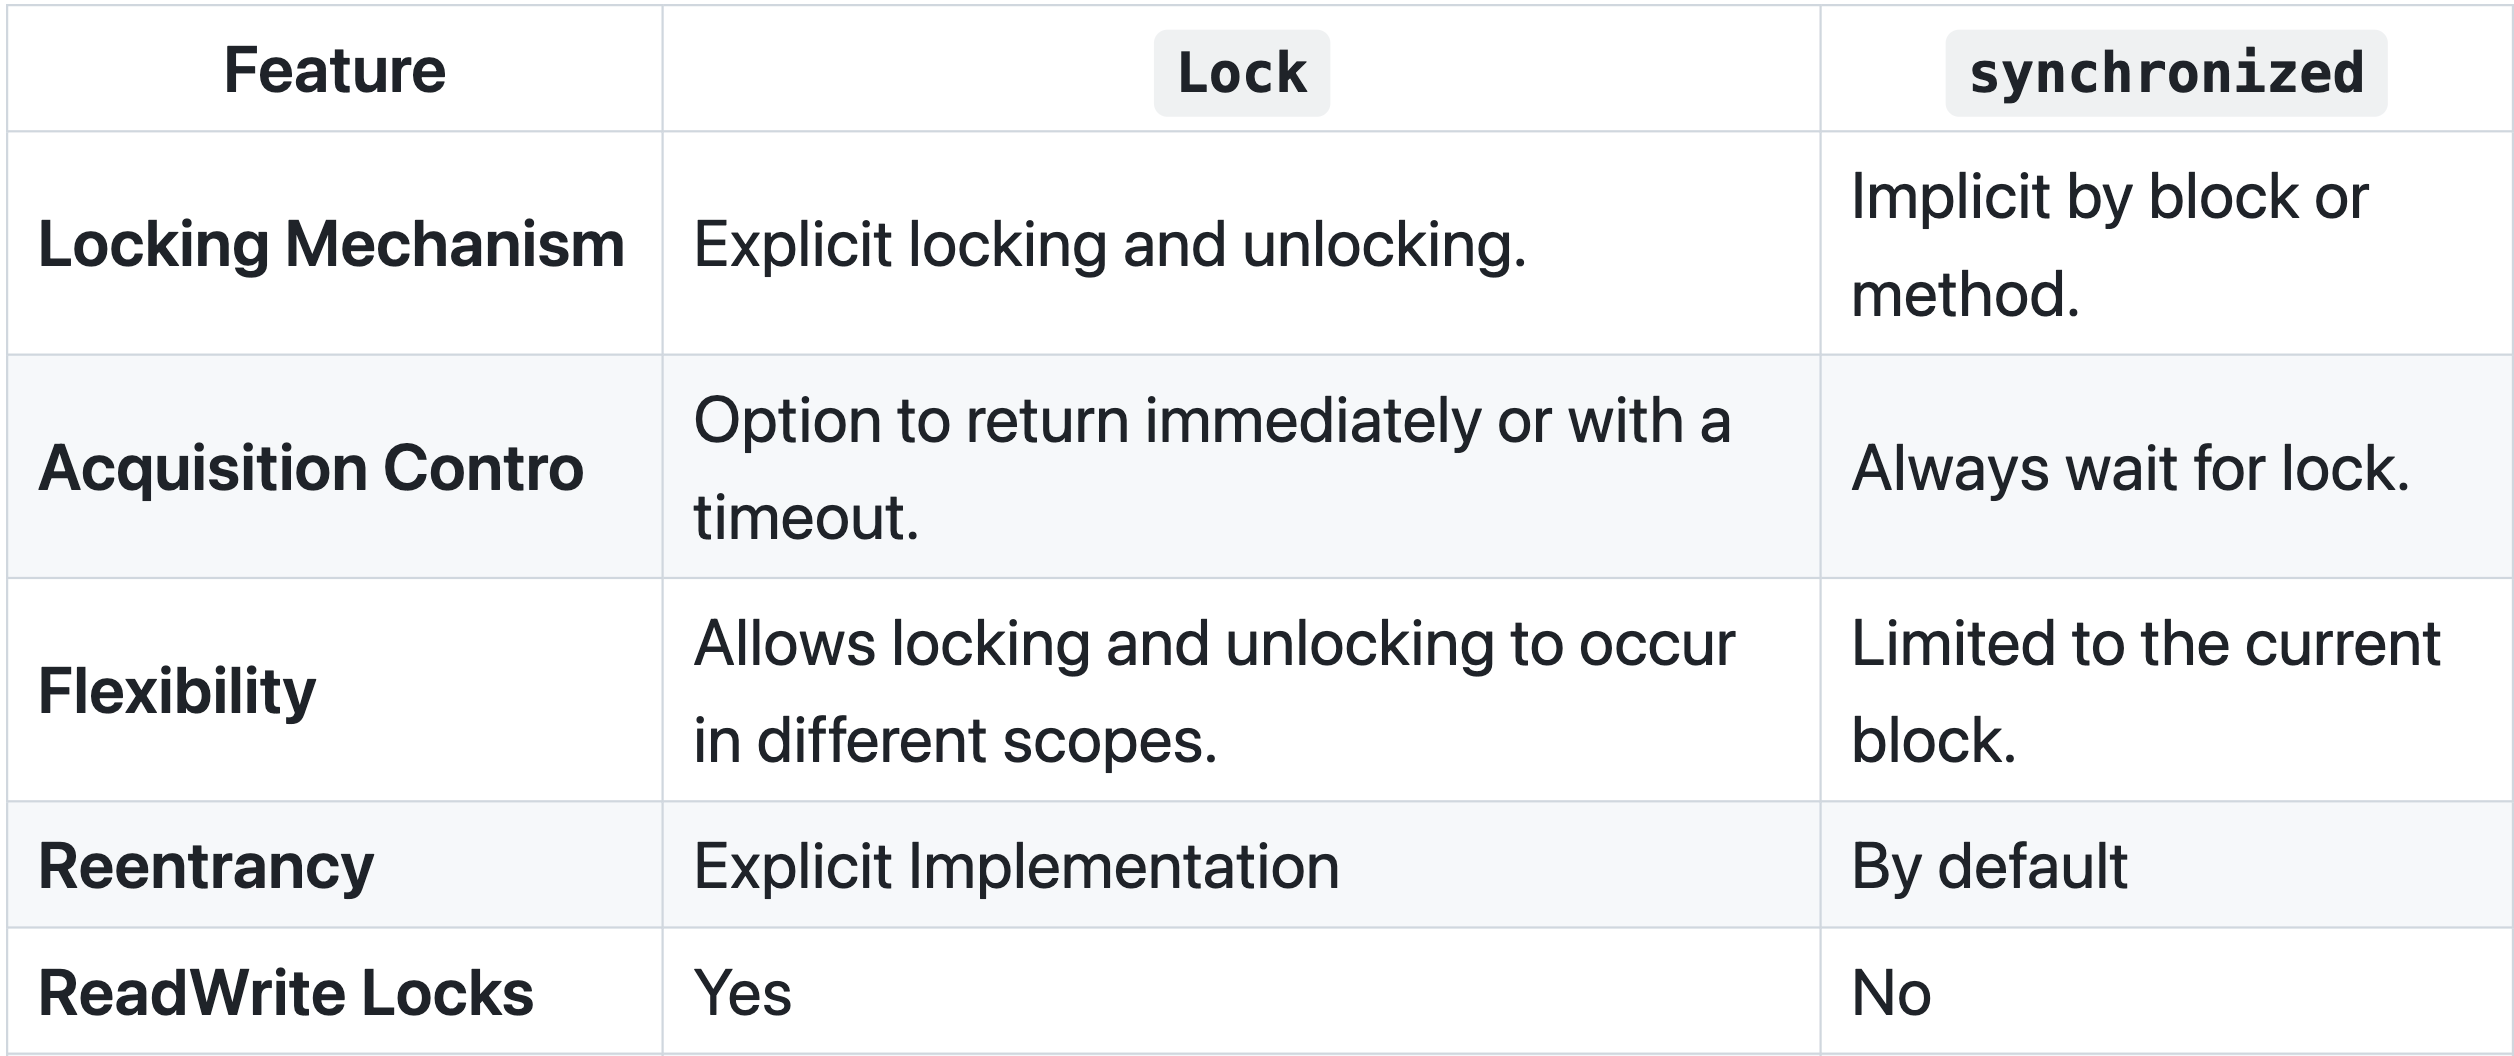 Feature Lock synchronized
Locking Mechanism Explicit locking and unlocking. Implicit by block or
method.
Acquisition Contro Option to return immediately or with a
timeout. Always wait for lock.
Flexibility Allows locking and unlocking to occur
in different scopes. Limited to the current
block.
Reentrancy Explicit Implementation By default
ReadWrite Locks Yes No